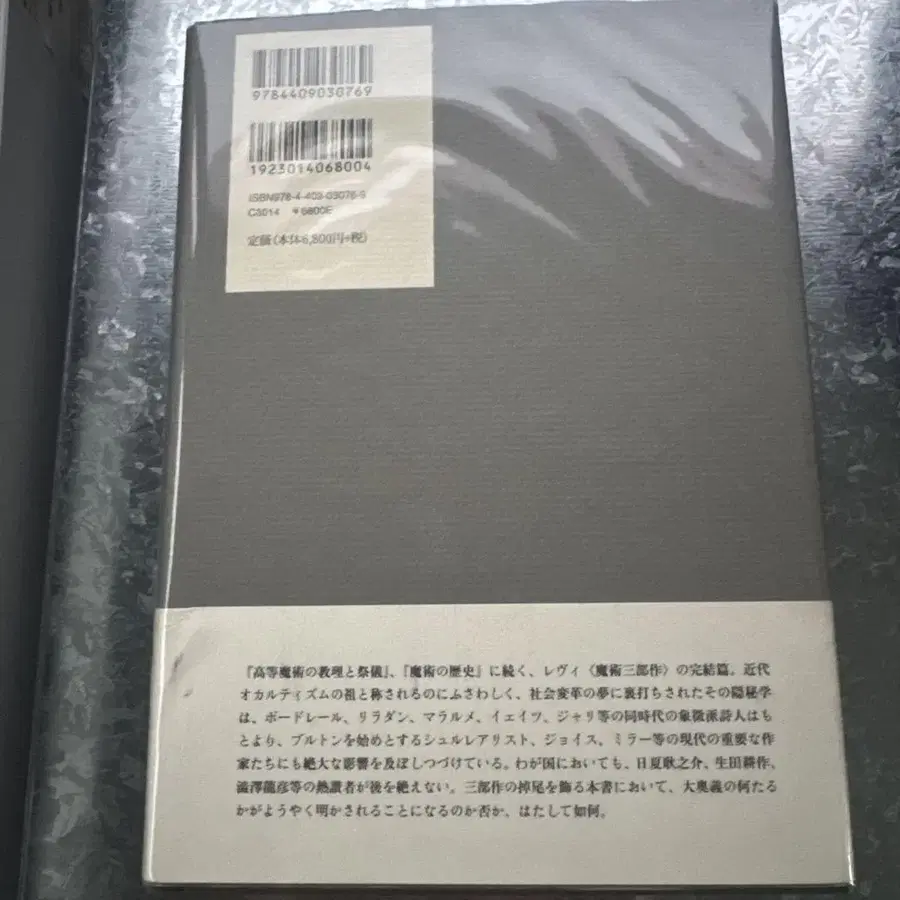 9784409030769
1923014068004
ISBN978-4-409-03076-9
C3014 ¥6800E
定価(本体6,800円+税)
『高等魔術の教理と祭儀』、『魔術の歴史』に続く、レヴィ〈魔術三部作〉の完結篇。近代
オカルティズムの祖と称されるのにふさわしく、社会変革の夢に裏打ちされたその隠秘学
は、ボードレール、リラダン、マラルメ、イェイツ、ジャリ等の同時代の象徴派詩人はも
とより、ブルトンを始めとするシュルレアリスト、ジョイス、ミラー等の現代の重要な作
家たちにも絶大な影響を及ぼしつづけている。わが国においても、日夏耿之介、生田耕作、
澁澤龍彦等の熱讃者が後を絶えない。三部作の掉尾を飾る本書において、大奥義の何たる
かがようやく明かされることになるのか否か、はたして如何。